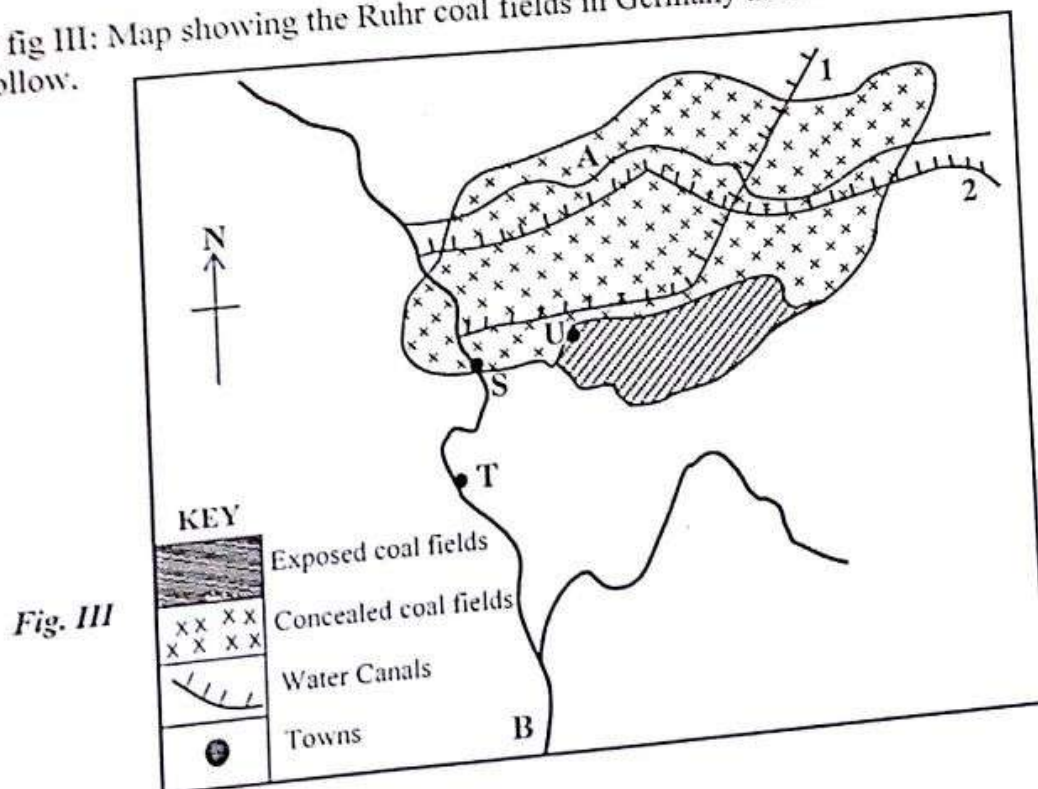 fig III: Map showing the Ruhr coal fields in Germany
follow.
1
A
2
N
U
S
T
KEY
Exposed coal fields
Fig. III
Concealed coal fields
Water Canals
Towns
B